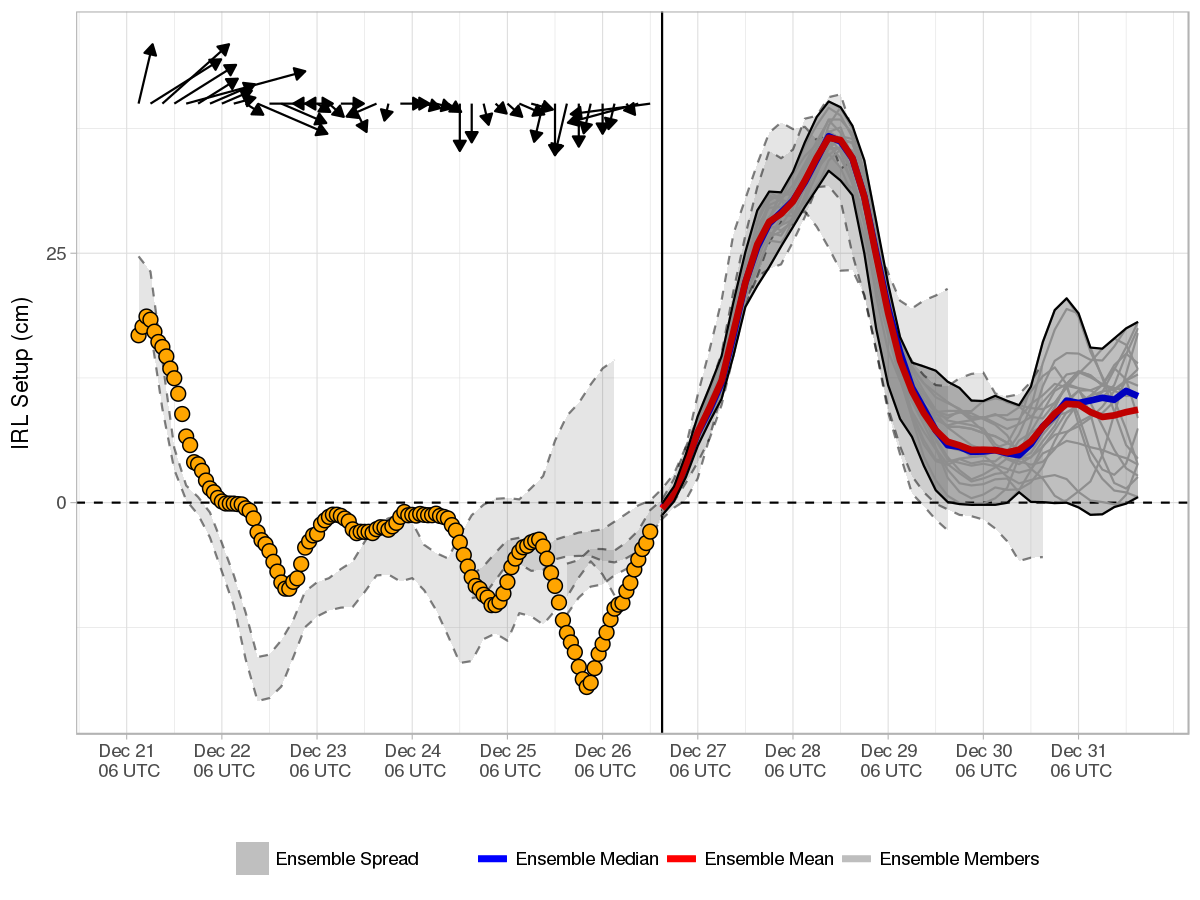 IRL Setup (cm)
25
0
Dec 21
06 UTC
Dec 22
06 UTC
Dec 23
06 UTC
Dec 24
06 UTC
Dec 25
06 UTC
Dec 26
06 UTC
Dec 27
06 UTC
Dec 28
06 UTC
Dec 29
06 UTC
Dec 30
06 UTC
Dec 31
06 UTC
Ensemble Spread
Ensemble Median
Ensemble Mean
Ensemble Members